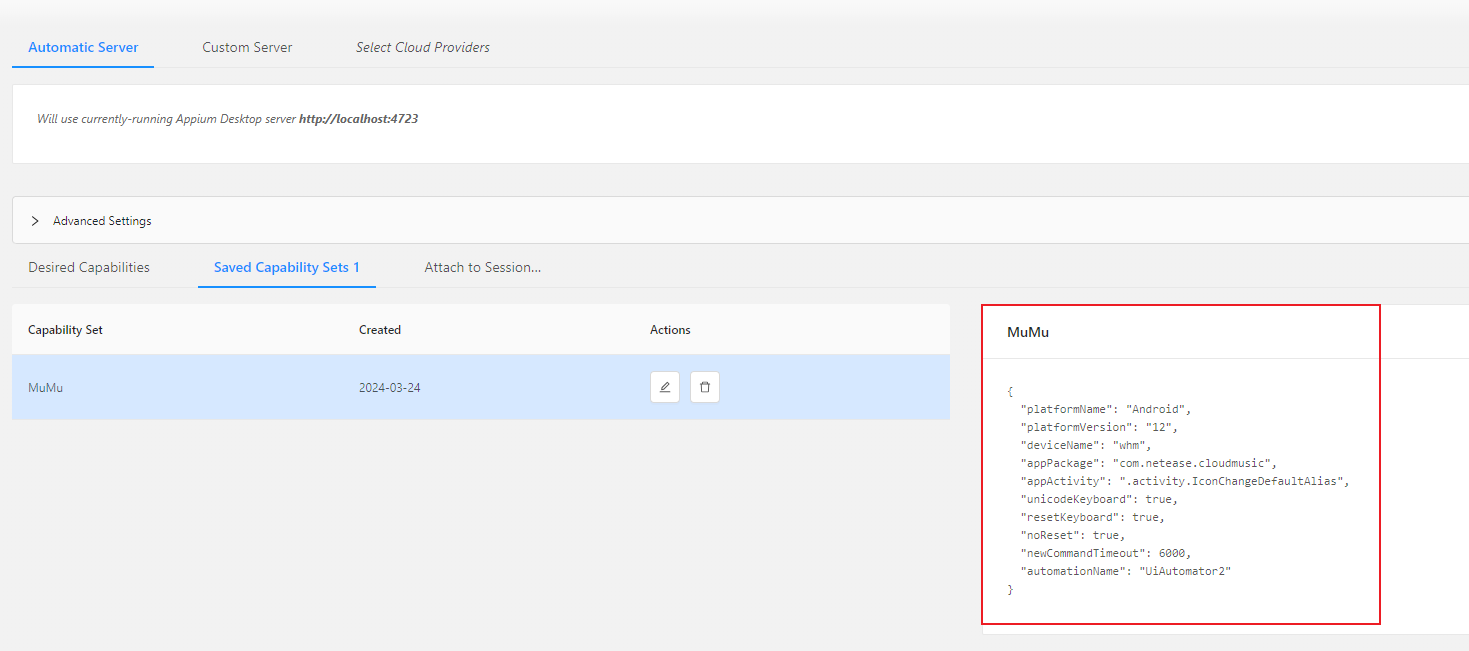 Automatic Server
Custom Server
Select Cloud Providers
Will use currently-running Appium Desktop server http://localhost:4723
Advanced Settings
Desired Capabilities
Saved Capability Sets 1
Attach to Session...
Capability Set
Created
Actions
MuMu
2024-03-24
MuMu
{
"platformName": "Android",
"platformVersion": "12",
"deviceName": "whm",
"appPackage": "com.netease.cloudmusic",
"appActivity": ".activity.IconChangeDefaultAlias",
"unicodeKeyboard": true,
"resetKeyboard": true,
"noReset": true,
"newCommandTimeout": 6000,
"automationName": "UiAutomator2"
}